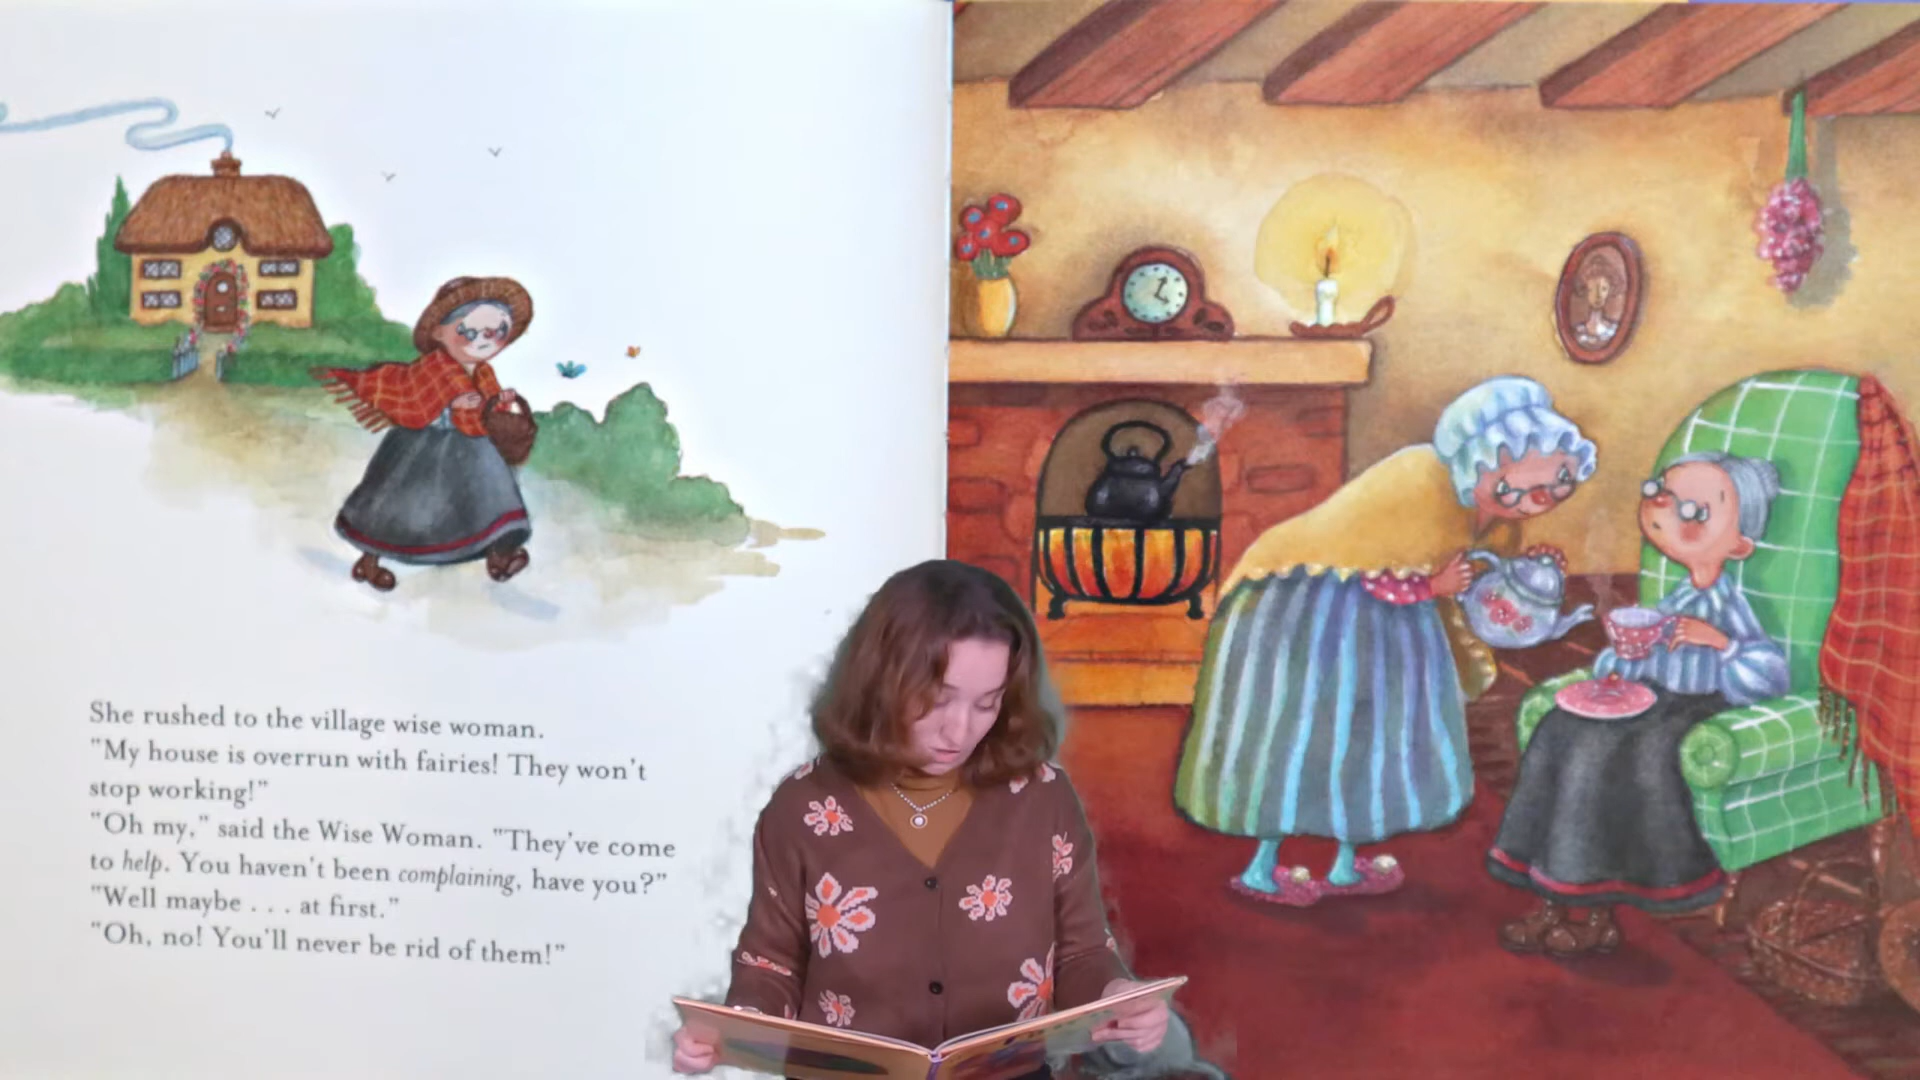 She rushed to the village wise woman.
"My house is overrun with fairies! They won't
stop working!"
"Oh my," said the Wise Woman. "They've come
to help. You haven't been complaining, have you?"
"Well maybe . . . at first."
"Oh, no! You'll never be rid of them!"